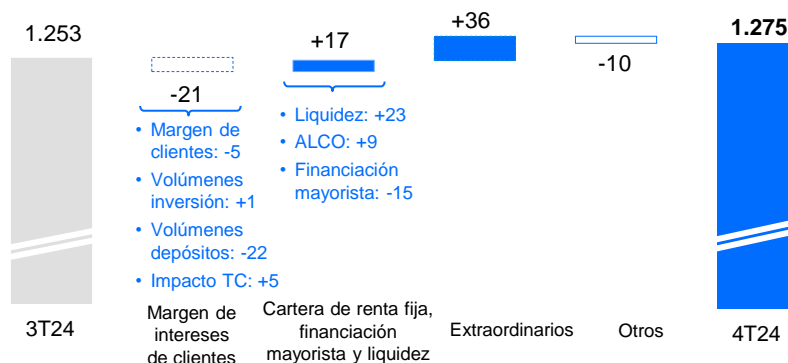 1.253
-21
• Margen de
clientes: -5
• Volúmenes
inversión: +1
• Volúmenes
depósitos: -22
• Impacto TC: +5
+17
• Liquidez: +23
• ALCO: +9
• Financiación
mayorista: -15
+36
-10
1.275
3T24
Margen de
intereses
de clientes
Cartera de renta fija,
financiación
mayorista y liquidez
Extraordinarios
Otros
4T24